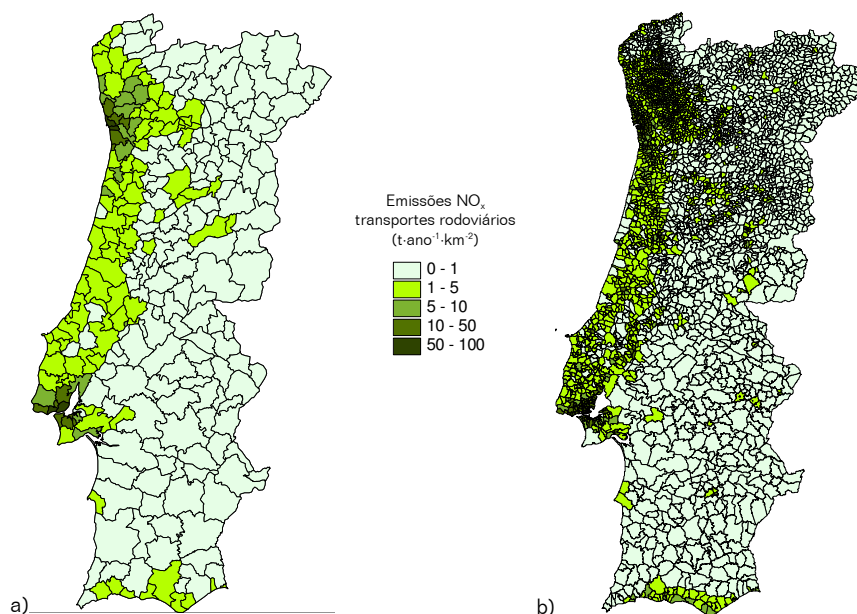 Emissões NOₓ
transportes rodoviários
(t·ano⁻¹·km⁻²)
0 - 1
1 - 5
5 - 10
10 - 50
50 - 100
a)
b)